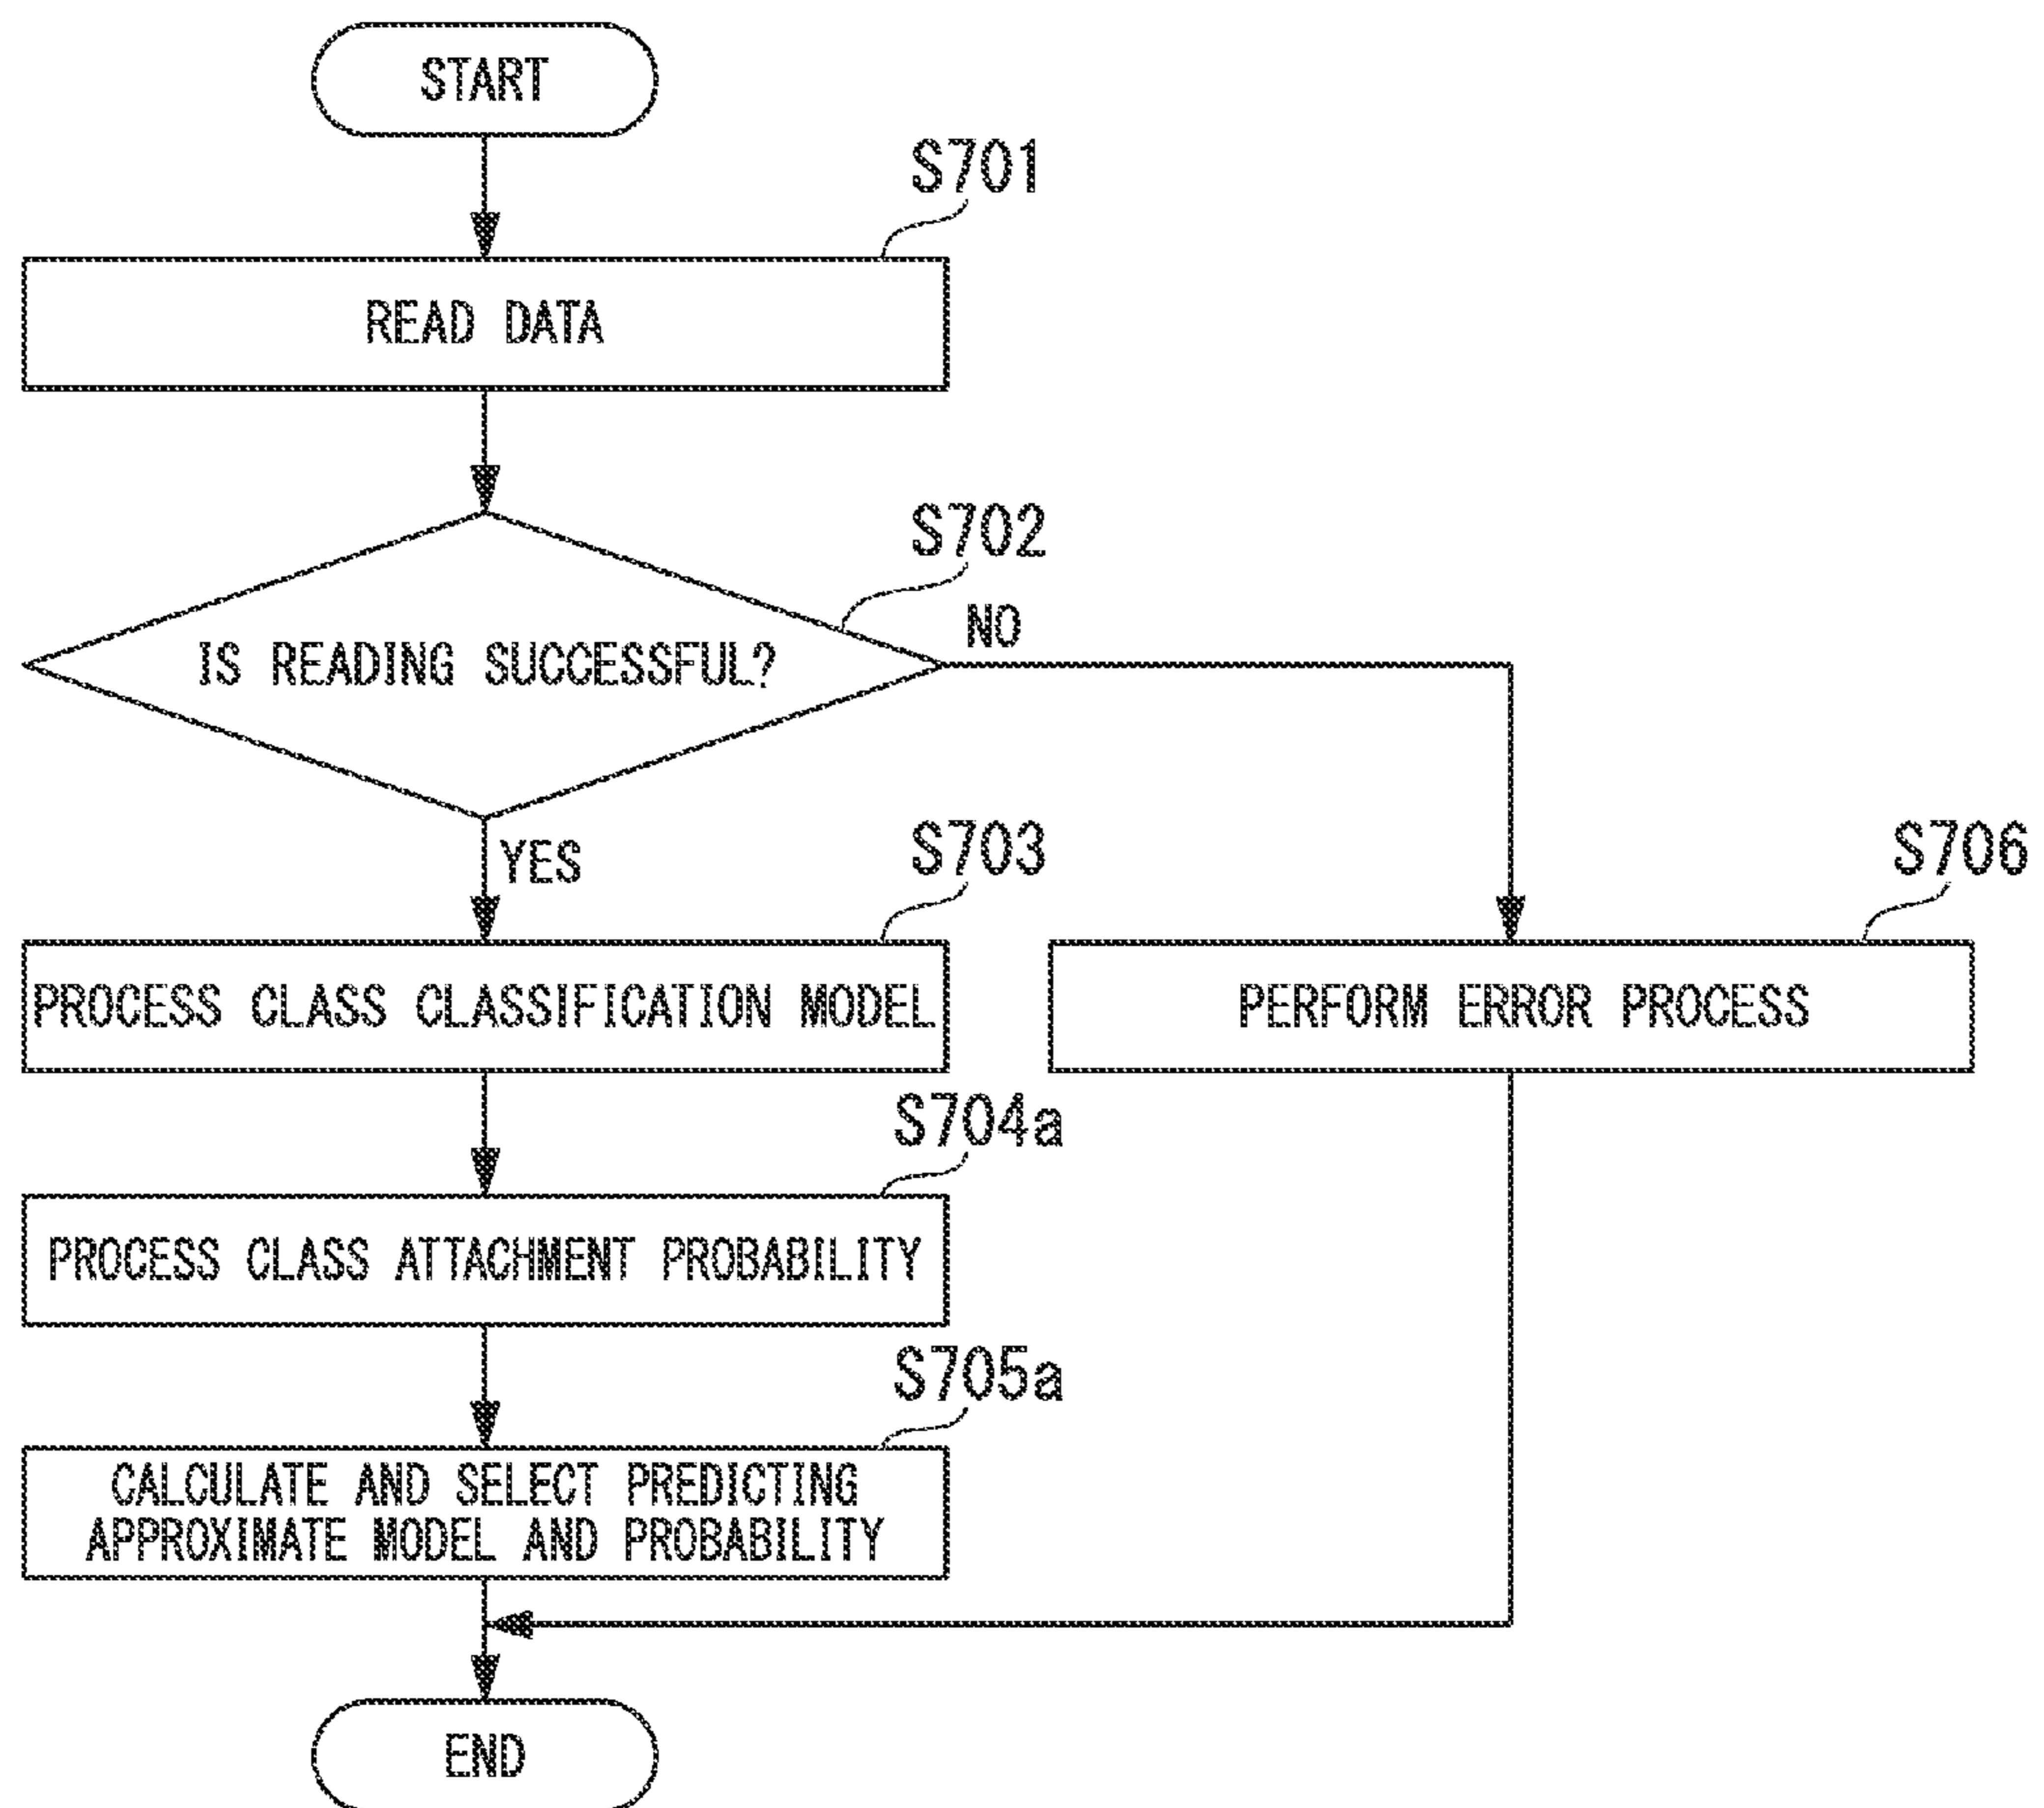 START
S701
READ DATA
S702
IS READING SUCCESSFUL?
NO
YES
S703
PROCESS CLASS CLASSIFICATION MODEL
S706
PERFORM ERROR PROCESS
S704a
PROCESS CLASS ATTACHMENT PROBABILITY
S705a
CALCULATE AND SELECT PREDICTING
APPROXIMATE MODEL AND PROBABILITY
END